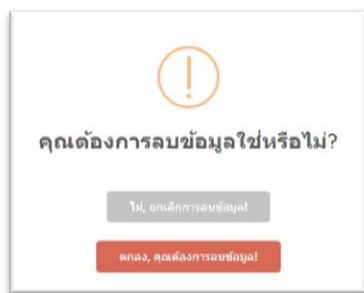 คุณต้องการลบข้อมูลใช่หรือไม่?
ไม่, ยกเลิกการลบข้อมูล!
ตกลง, คุณต้องการลบข้อมูล!